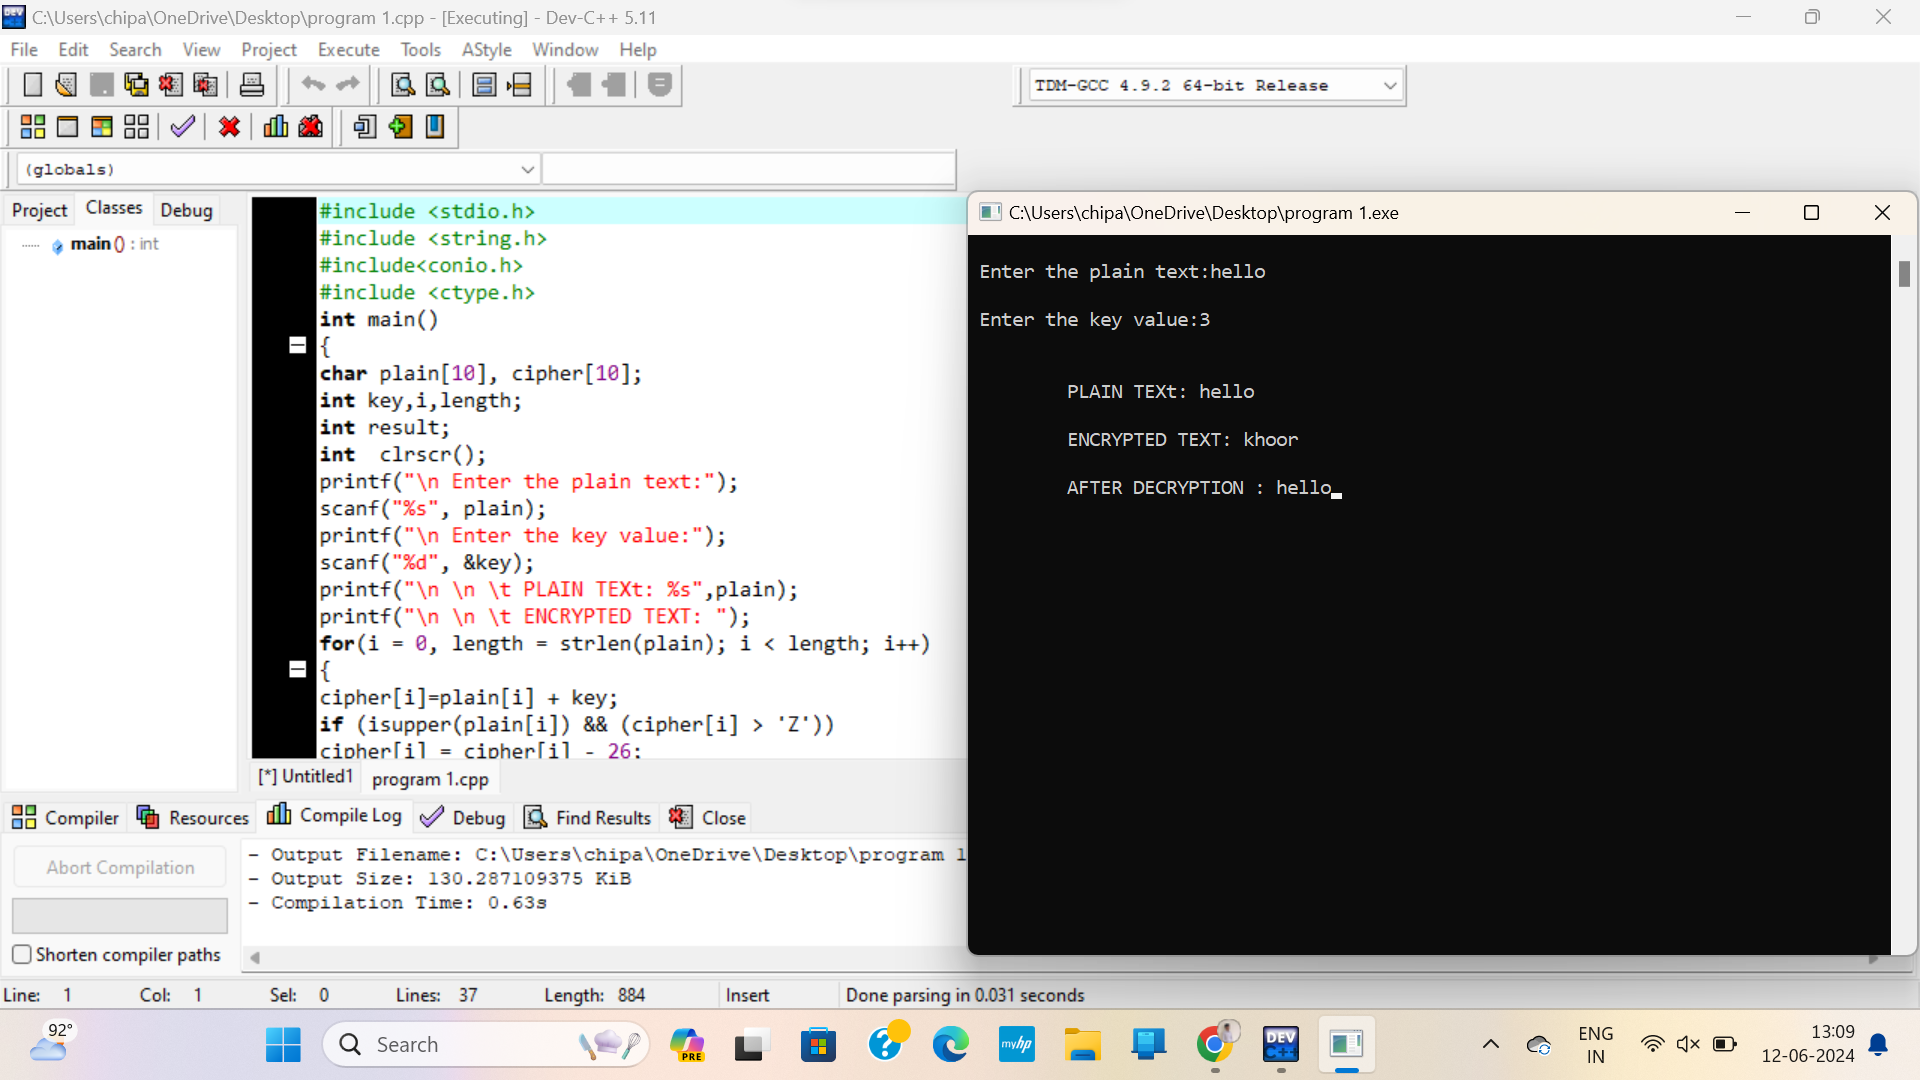 C:\Users\chipa\OneDrive\Desktop\program 1.cpp - [Executing] - Dev-C++ 5.11
File Edit Search View Project Execute Tools AStyle Window Help
TDM-GCC 4.9.2 64-bit Release
(globals)
Project Classes Debug
main () : int
#include <stdio.h>
#include <string.h>
#include<conio.h>
#include <ctype.h>
int main()
{
char plain[10], cipher[10];
int key,i,length;
int result;
int  clrscr();
printf("\n Enter the plain text:");
scanf("%s", plain);
printf("\n Enter the key value:");
scanf("%d", &key);
printf("\n \n \t PLAIN TEXt: %s",plain);
printf("\n \n \t ENCRYPTED TEXT: ");
for(i = 0, length = strlen(plain); i < length; i++)
{
cipher[i]=plain[i] + key;
if (isupper(plain[i]) && (cipher[i] > 'Z'))
cipher[i] = cipher[i] - 26;
[*] Untitled1 program 1.cpp
C:\Users\chipa\OneDrive\Desktop\program 1.exe
Enter the plain text:hello
Enter the key value:3
PLAIN TEXt: hello
ENCRYPTED TEXT: khoor
AFTER DECRYPTION : hello
Compiler Resources Compile Log Debug Find Results Close
Abort Compilation
Shorten compiler paths
- Output Filename: C:\Users\chipa\OneDrive\Desktop\program 1
- Output Size: 130.287109375 KiB
- Compilation Time: 0.63s
Line: 1 Col: 1 Sel: 0 Lines: 37 Length: 884 Insert Done parsing in 0.031 seconds
92°
Search
PRE
myhp
DEV C++
ENG
IN
13:09
12-06-2024